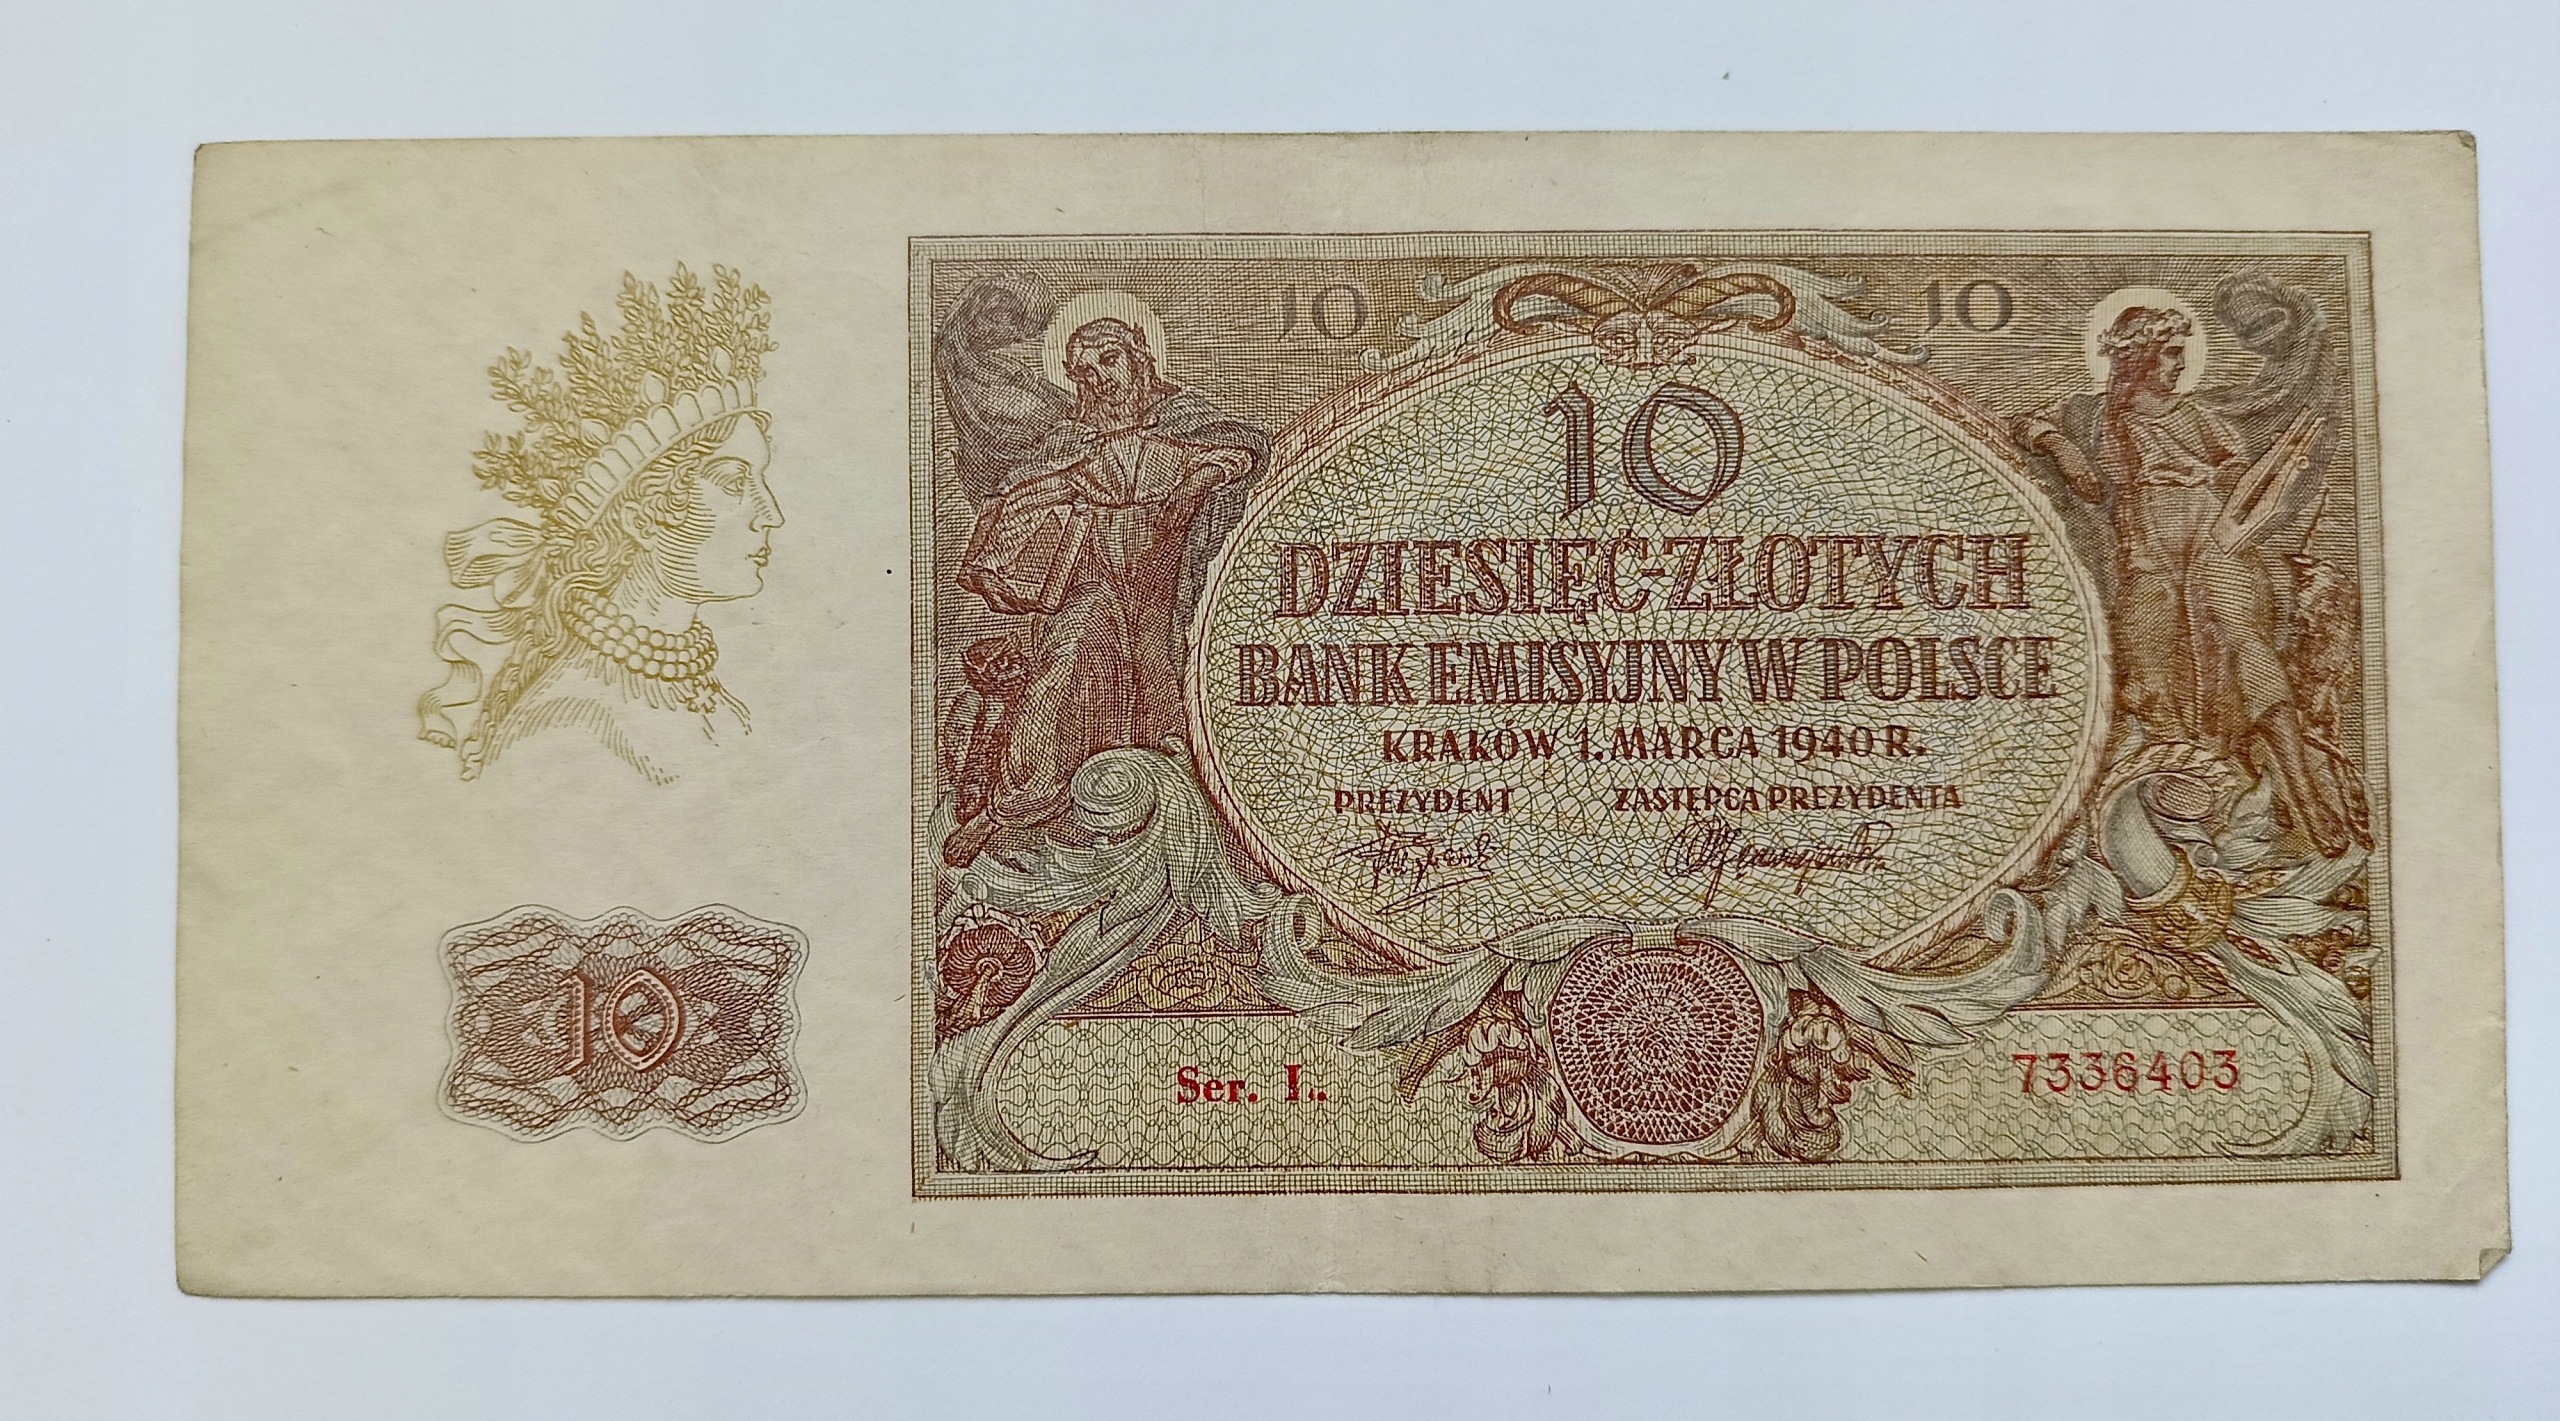 10 10
10
DZIESIĘĆ-ZŁOTYCH
BANK EMISYJNY W POLSCE
KRAKÓW 1. MARCA 1940 R.
PREZYDENT ZASTĘPCA PREZYDENTA
10
Ser. L. 7336403